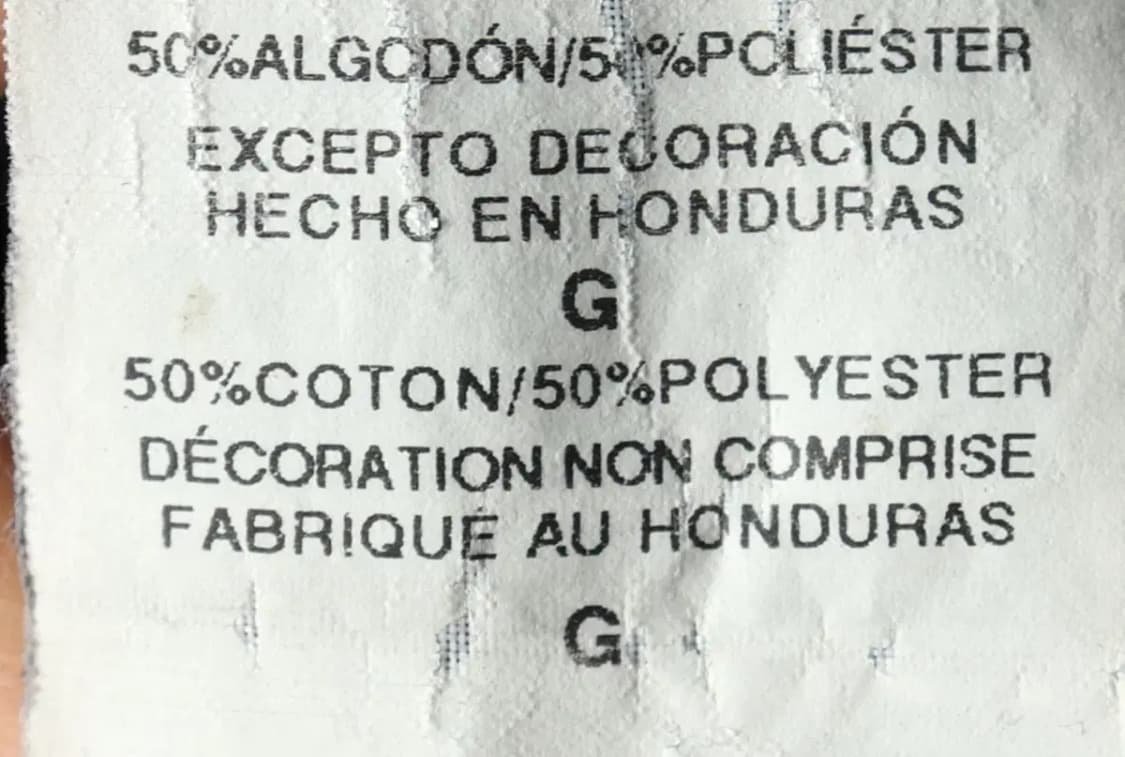 50%ALGODÓN/50%POLIÉSTER
EXCEPTO DECORACIÓN
HECHO EN HONDURAS
G
50%COTON/50%POLYESTER
DÉCORATION NON COMPRISE
FABRIQUÉ AU HONDURAS
G